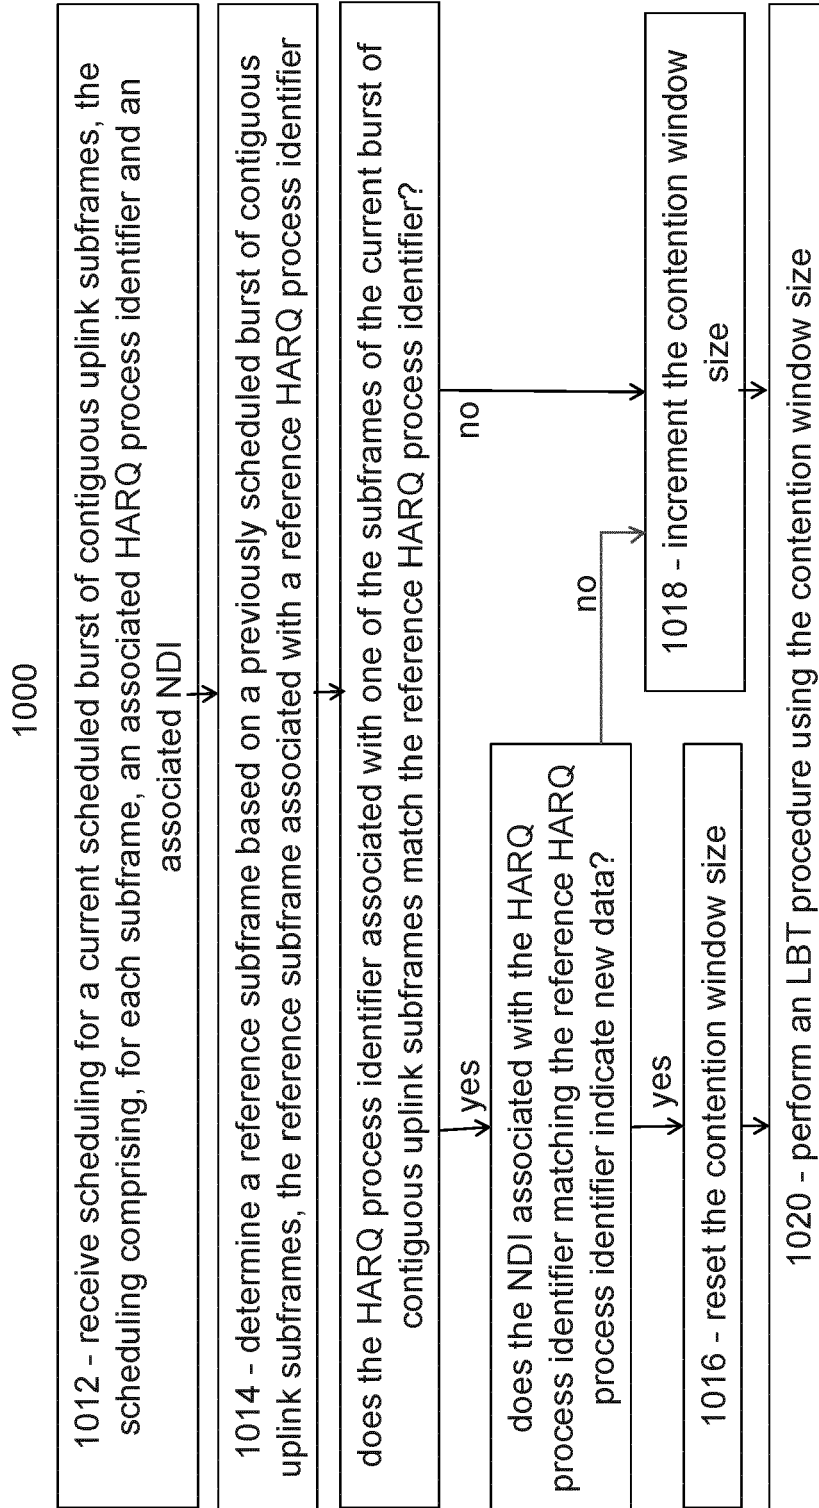 1000
1012 - receive scheduling for a current scheduled burst of contiguous uplink subframes, the
scheduling comprising, for each subframe, an associated HARQ process identifier and an
associated NDI
1014 - determine a reference subframe based on a previously scheduled burst of contiguous
uplink subframes, the reference subframe associated with a reference HARQ process identifier
does the HARQ process identifier associated with one of the subframes of the current burst of
contiguous uplink subframes match the reference HARQ process identifier?
yes
no
does the NDI associated with the HARQ
process identifier matching the reference HARQ
process identifier indicate new data?
no
yes
1016 - reset the contention window size
1018 - increment the contention window
size
1020 - perform an LBT procedure using the contention window size